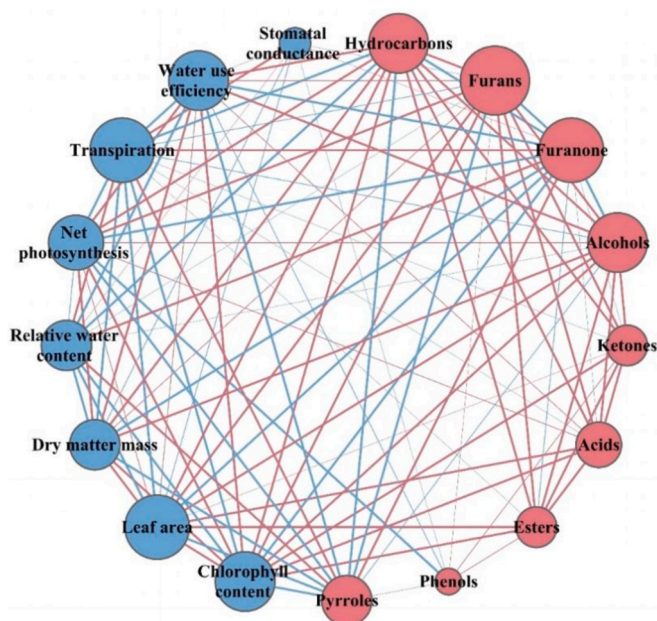 Stomatal
conductance
Hydrocarbons
Water use
efficiency
Furans
Transpiration
Furanone
Net
photosynthesis
Alcohols
Relative water
content
Ketones
Dry matter mass
Acids
Leaf area
Esters
Chlorophyll
content
Phenols
Pyrroles